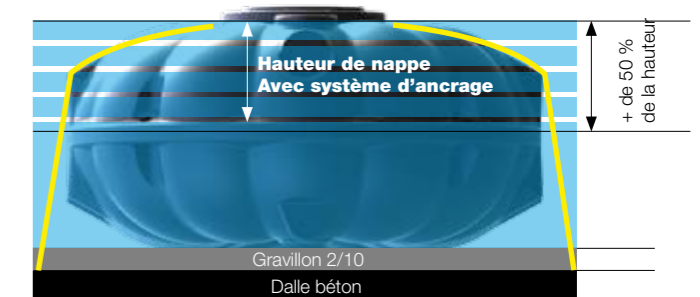 Hauteur de nappe
Avec système d’ancrage
+ de 50 %
de la hauteur
Gravillon 2/10
Dalle béton